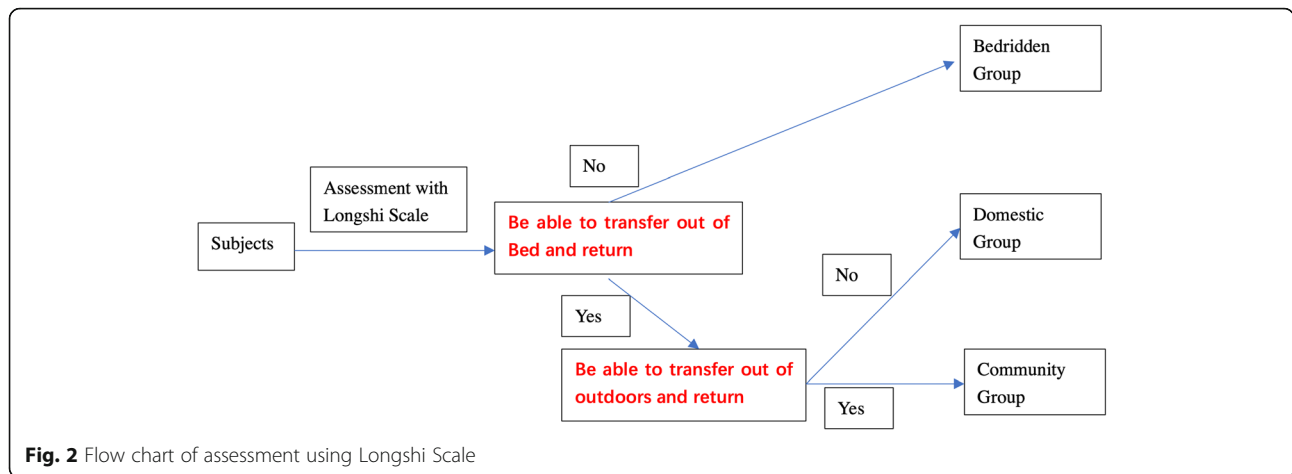 Bedridden
Group
No
Assessment with
Longshi Scale
Subjects
Be able to transfer out of
Bed and return
Domestic
Group
No
Yes
Be able to transfer out of
outdoors and return
Community
Group
Yes
Fig. 2 Flow chart of assessment using Longshi Scale